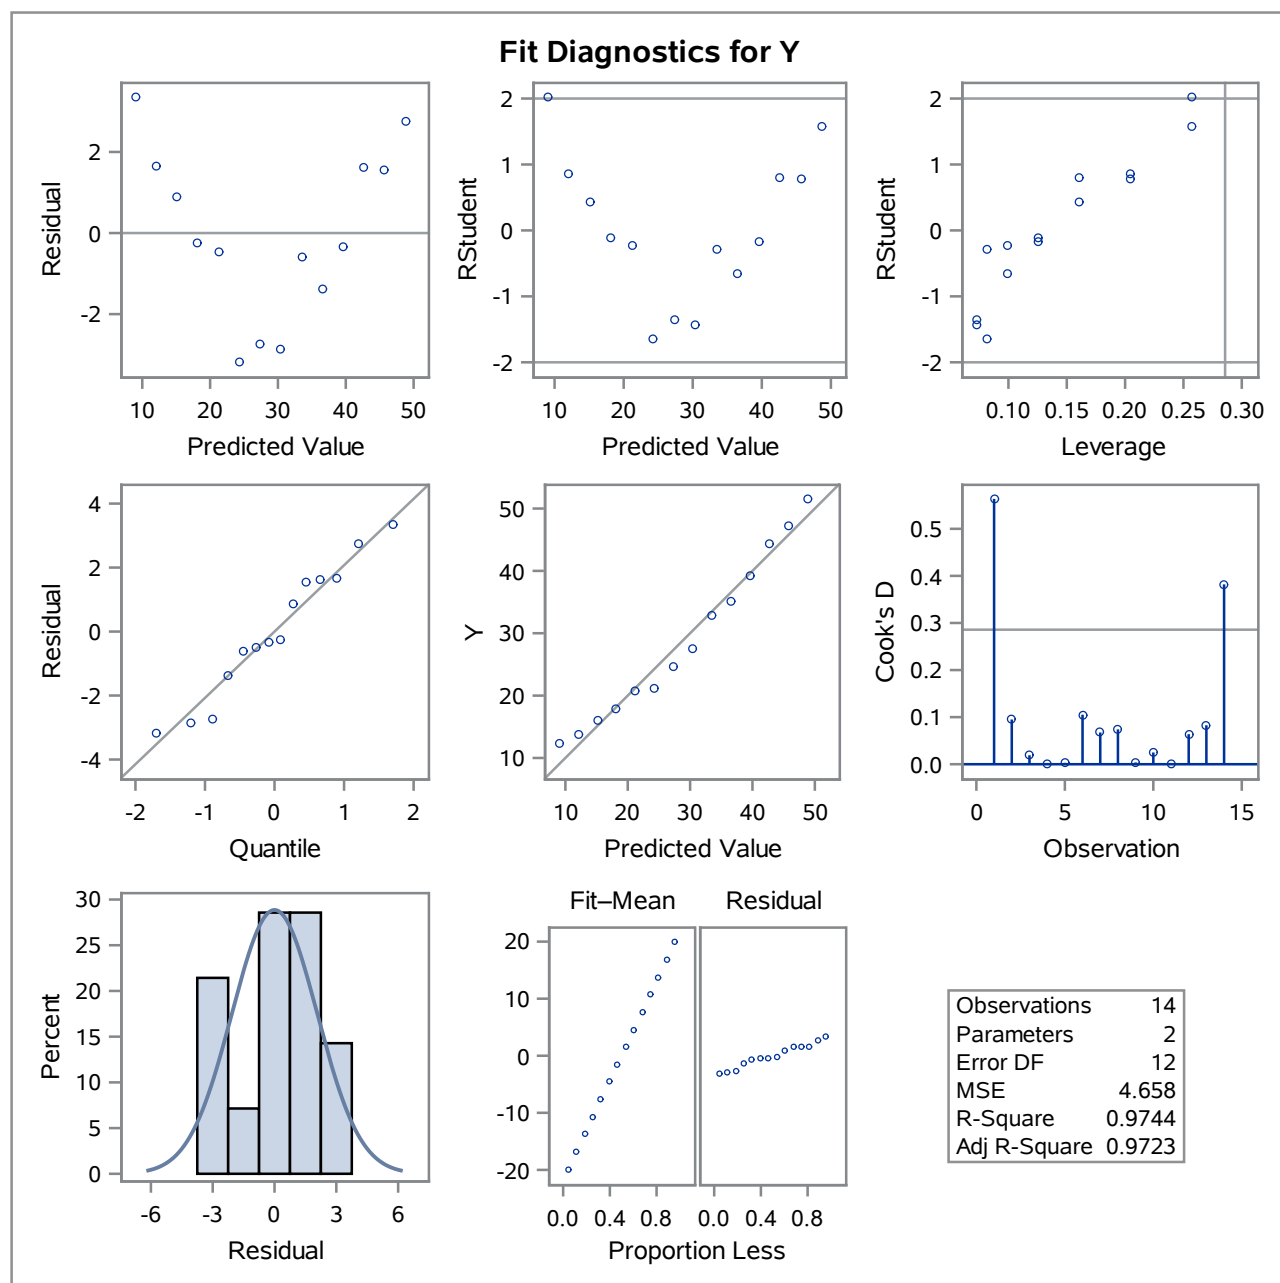 Fit Diagnostics for Y
Residual
2
0
-2
10 20 30 40 50
Predicted Value
RStudent
2
1
0
-1
-2
10 20 30 40 50
Predicted Value
RStudent
2
1
0
-1
-2
0.10 0.15 0.20 0.25 0.30
Leverage
Residual
4
2
0
-2
-4
-2 -1 0 1 2
Quantile
Y
50
40
30
20
10
10 20 30 40 50
Predicted Value
Cook's D
0.5
0.4
0.3
0.2
0.1
0.0
0 5 10 15
Observation
Percent
30
25
20
15
10
5
0
-6 -3 0 3 6
Residual
Fit–Mean Residual
20
10
0
-10
-20
0.0 0.4 0.8 0.0 0.4 0.8
Proportion Less
Observations 14
Parameters 2
Error DF 12
MSE 4.658
R-Square 0.9744
Adj R-Square 0.9723